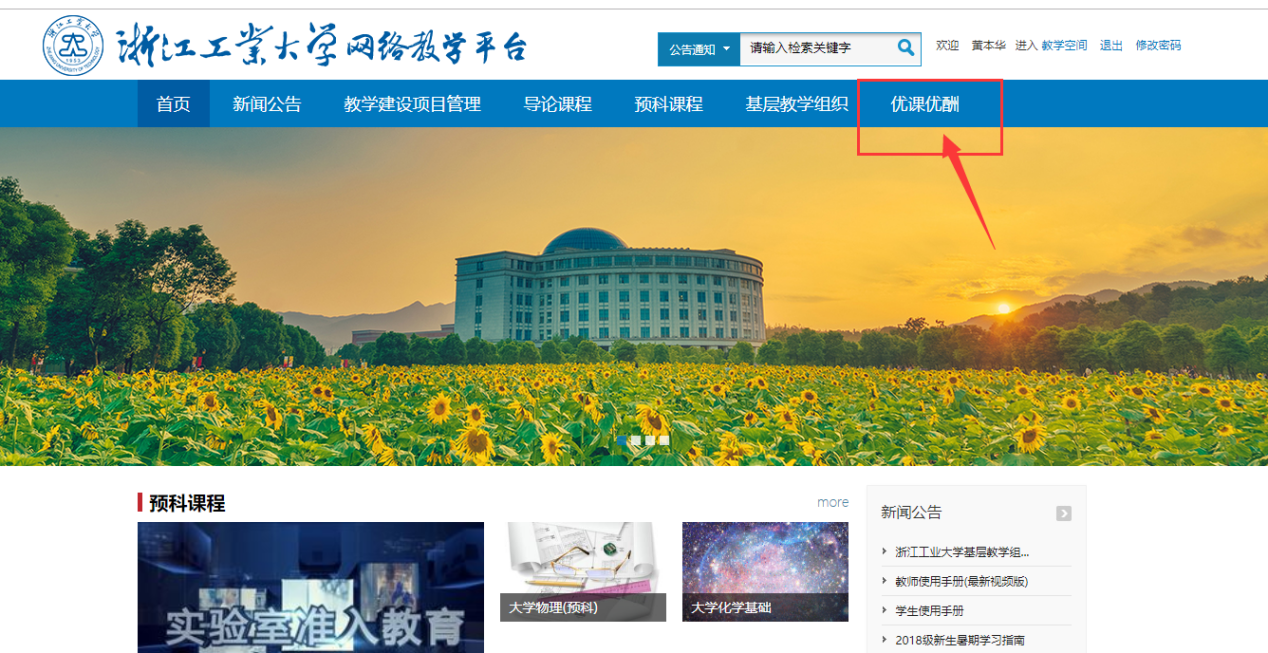 浙江工业大学网络教学平台
1953
公告通知 请输入检索关键字 欢迎 黄本华 进入 教学空间 退出 修改密码
首页 新闻公告 教学建设项目管理 导论课程 预科课程 基层教学组织 优课优酬
预科课程 more
实验室准入教育
大学物理(预科)
大学化学基础
新闻公告
浙江工业大学基层教学组...
教师使用手册(最新视频版)
学生使用手册
2018级新生暑期学习指南